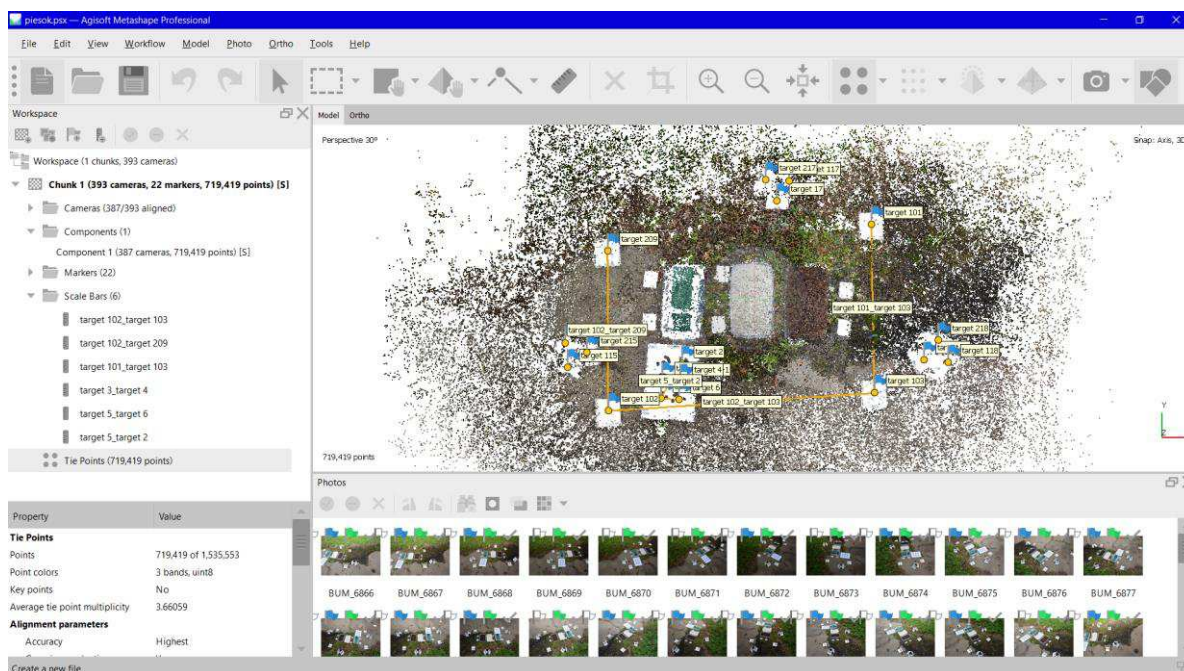 piesok.psx — Agisoft Metashape Professional
File Edit View Workflow Model Photo Ortho Tools Help
Workspace
Workspace (1 chunks, 393 cameras)
Chunk 1 (393 cameras, 22 markers, 719,419 points) [S]
Cameras (387/393 aligned)
Components (1)
Component 1 (387 cameras, 719,419 points) [S]
Markers (22)
Scale Bars (6)
target 102_target 103
target 102_target 209
target 101_target 103
target 3_target 4
target 5_target 6
target 5_target 2
Tie Points (719,419 points)
Property Value
Tie Points
Points 719,419 of 1,535,553
Point colors 3 bands, uint8
Key points No
Average tie point multiplicity 3.66059
Alignment parameters
Accuracy Highest
Create a new file
Model Ortho
Perspective 30°
Snap: Axis, 3D
target 217
117
target 17
target 101
target 209
target 101_target 103
target 102_target 209
target 215
target 115
target 218
target 118
target 2
target 4
target 5_target 2
target 6
target 102
target 102_target 103
target 103
Y
719,419 points
Photos
BUM_6866 BUM_6867 BUM_6868 BUM_6869 BUM_6870 BUM_6871 BUM_6872 BUM_6873 BUM_6874 BUM_6875 BUM_6876 BUM_6877